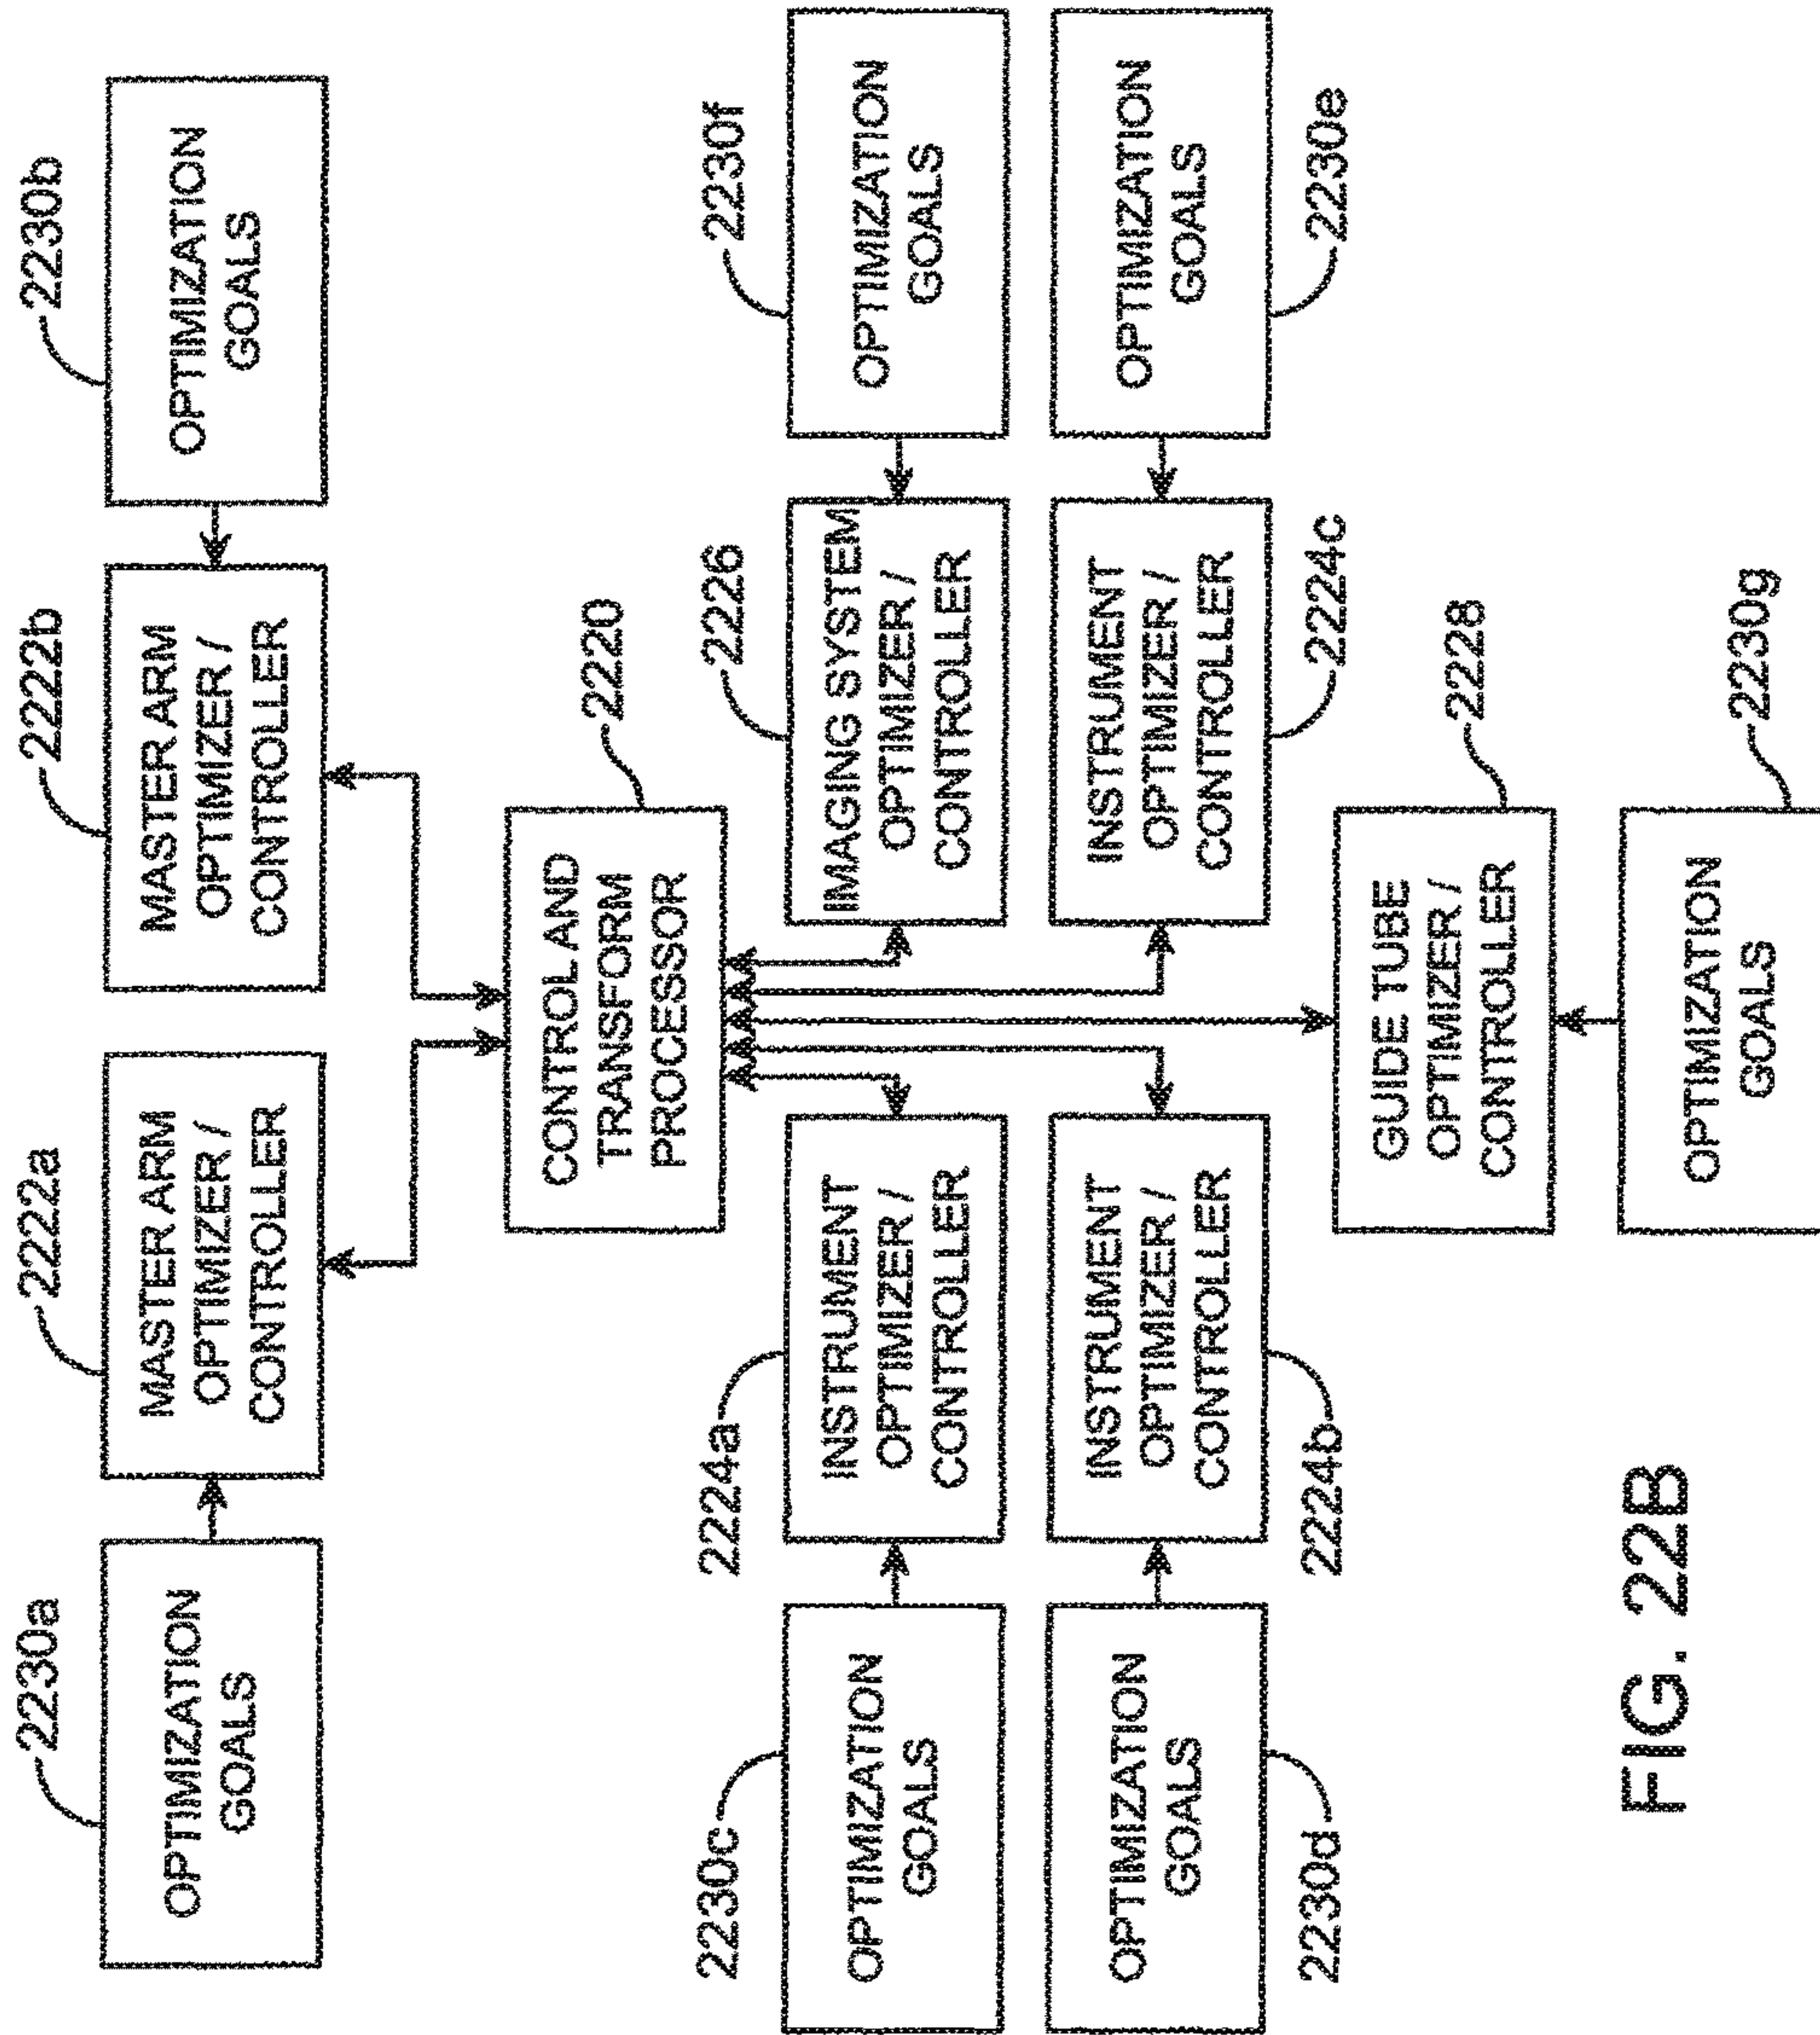 2230a
OPTIMIZATION
GOALS
2222a
MASTER ARM
OPTIMIZER /
CONTROLLER
2222b
MASTER ARM
OPTIMIZER /
CONTROLLER
2230b
OPTIMIZATION
GOALS
CONTROL AND
TRANSFORM
PROCESSOR
2220
2230c
OPTIMIZATION
GOALS
2224a
INSTRUMENT
OPTIMIZER /
CONTROLLER
2226
IMAGING SYSTEM
OPTIMIZER /
CONTROLLER
2230f
OPTIMIZATION
GOALS
OPTIMIZATION
GOALS
2230d
INSTRUMENT
OPTIMIZER /
CONTROLLER
2224b
INSTRUMENT
OPTIMIZER /
CONTROLLER
2224c
OPTIMIZATION
GOALS
2230e
GUIDE TUBE
OPTIMIZER /
CONTROLLER
2228
OPTIMIZATION
GOALS
2230g
FIG. 22B